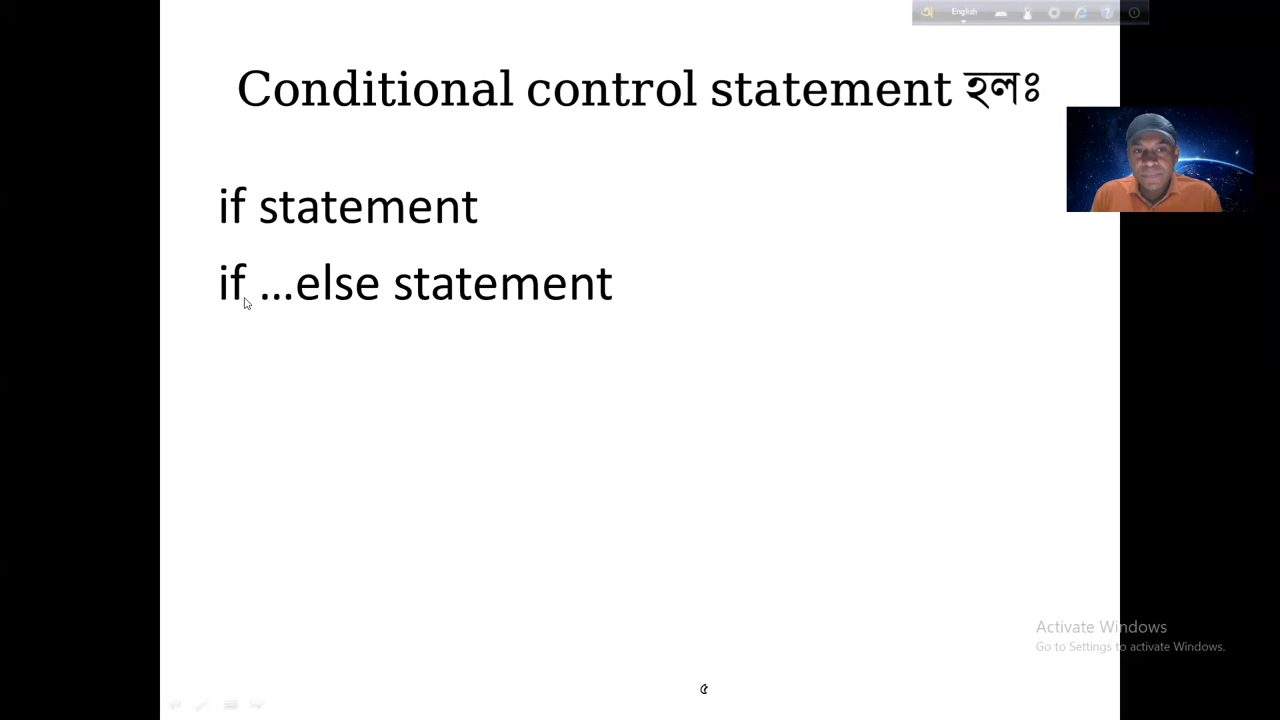 অ English
Conditional control statement হলঃ
if statement
if ...else statement
Activate Windows
Go to Settings to activate Windows.
৫